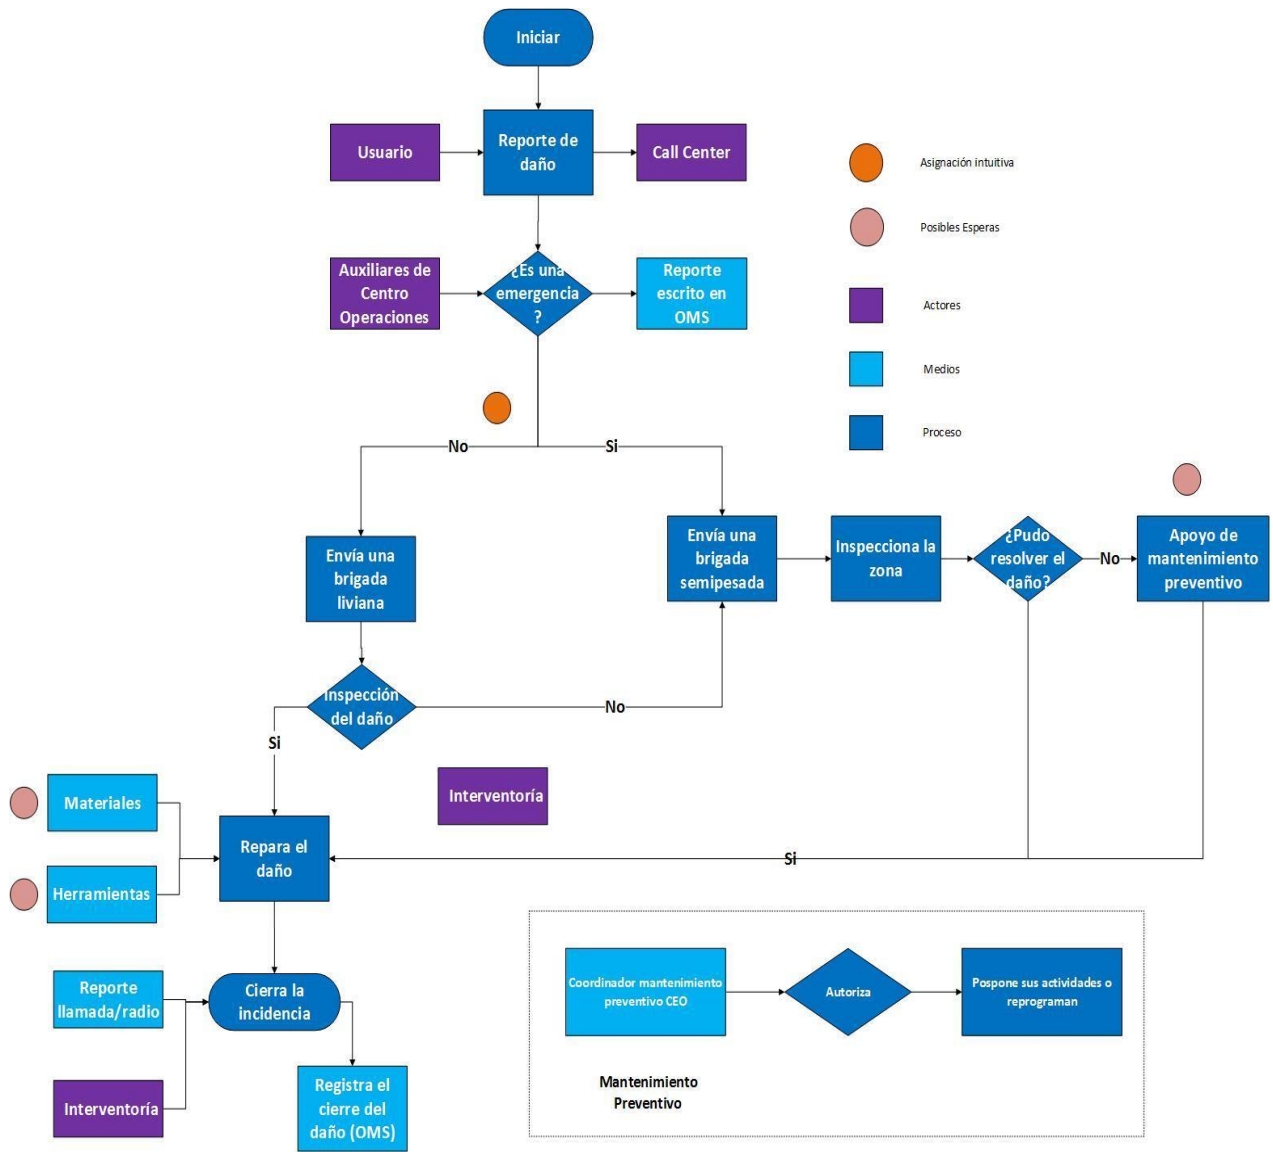 Iniciar
Usuario
Reporte de
daño
Call Center
Asignación intuitiva
Posibles Esperas
Auxiliares de
Centro
Operaciones
¿Es una
emergencia
?
Reporte
escrito en
OMS
Actores
Medios
Proceso
No
Si
Envía una
brigada
liviana
Envía una
brigada
semipesada
Inspecciona la
zona
¿Pudo
resolver el
daño?
No
Apoyo de
mantenimiento
preventivo
Inspección
del daño
No
Si
Materiales
Interventoría
Repara el
daño
Si
Herramientas
Reporte
llamada/radio
Cierra la
incidencia
Interventoría
Registra el
cierre del
daño (OMS)
Coordinador mantenimiento
preventivo CEO
Autoriza
Pospone sus actividades o
reprograman
Mantenimiento
Preventivo